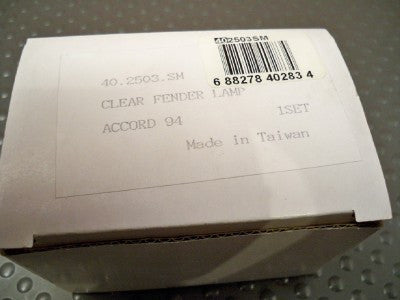 402503SM
6 88278 40283 4
40.2503.SM
CLEAR FENDER LAMP
ACCORD 94 1SET
Made in Taiwan